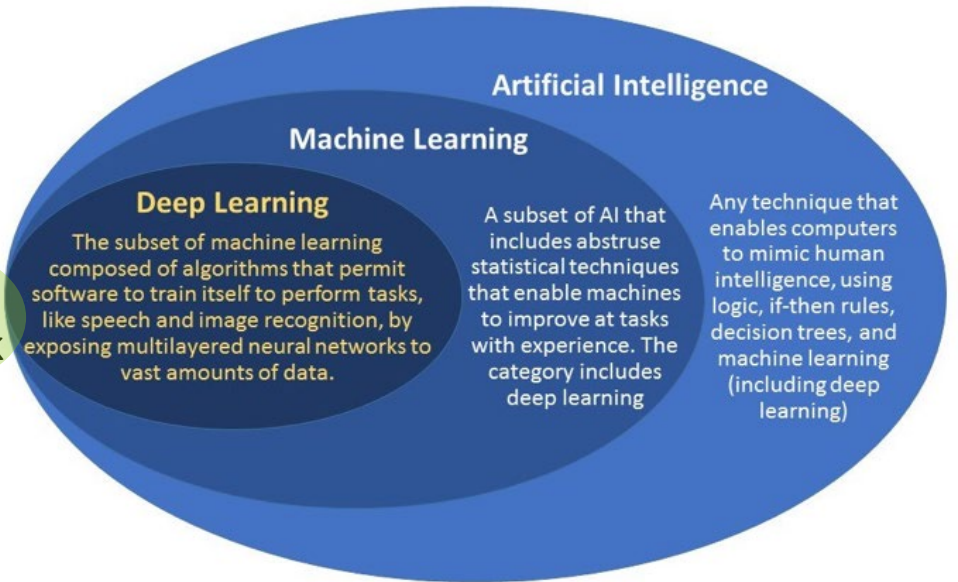 Artificial Intelligence
Machine Learning
Deep Learning
The subset of machine learning
composed of algorithms that permit
software to train itself to perform tasks,
like speech and image recognition, by
exposing multilayered neural networks to
vast amounts of data.
A subset of AI that
includes abstruse
statistical techniques
that enable machines
to improve at tasks
with experience. The
category includes
deep learning
Any technique that
enables computers
to mimic human
intelligence, using
logic, if-then rules,
decision trees, and
machine learning
(including deep
learning)